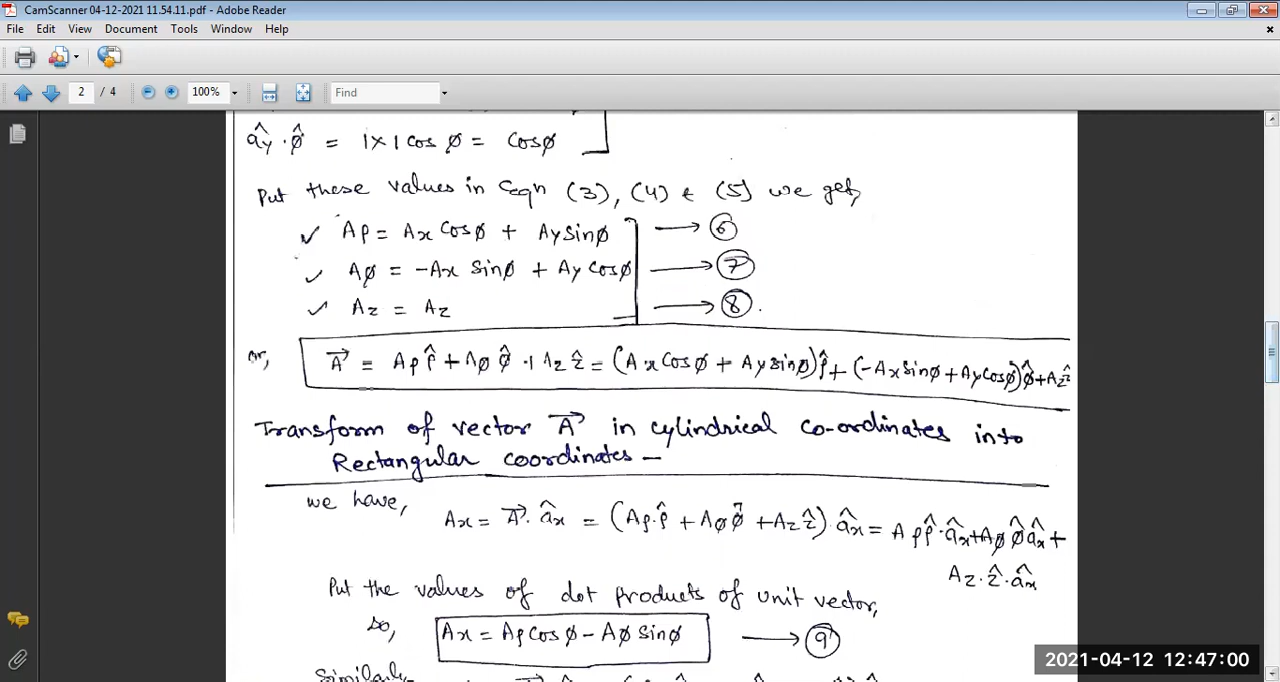 CamScanner 04-12-2021 11.54.11.pdf - Adobe Reader
File Edit View Document Tools Window Help
2 / 4 100% Find
ây · φ̂ = 1×1 cos φ = cosφ
Put these values in eqn (3), (4) & (5) we get,
✓ Aρ = Ax cosφ + Ay sinφ → 6
✓ Aφ = -Ax sinφ + Ay cosφ → 7
✓ Az = Az → 8.
or, A⃗ = Aρ ρ̂ + Aφ φ̂ + Az ẑ = (Ax cosφ + Ay sinφ)ρ̂ + (-Ax sinφ + Ay cosφ)φ̂ + Az ẑ
Transform of vector A⃗ in cylindrical co-ordinates into
Rectangular coordinates —
we have,
Ax = A⃗ · âx = (Aρ·ρ̂ + Aφ φ̂ + Az ẑ) · âx = Aρ ρ̂ · âx + Aφ φ̂ âx +
Az · ẑ · âx
Put the values of dot products of unit vector,
so, Ax = Aρ cosφ - Aφ sinφ → 9
Similarly
2021-04-12 12:47:00